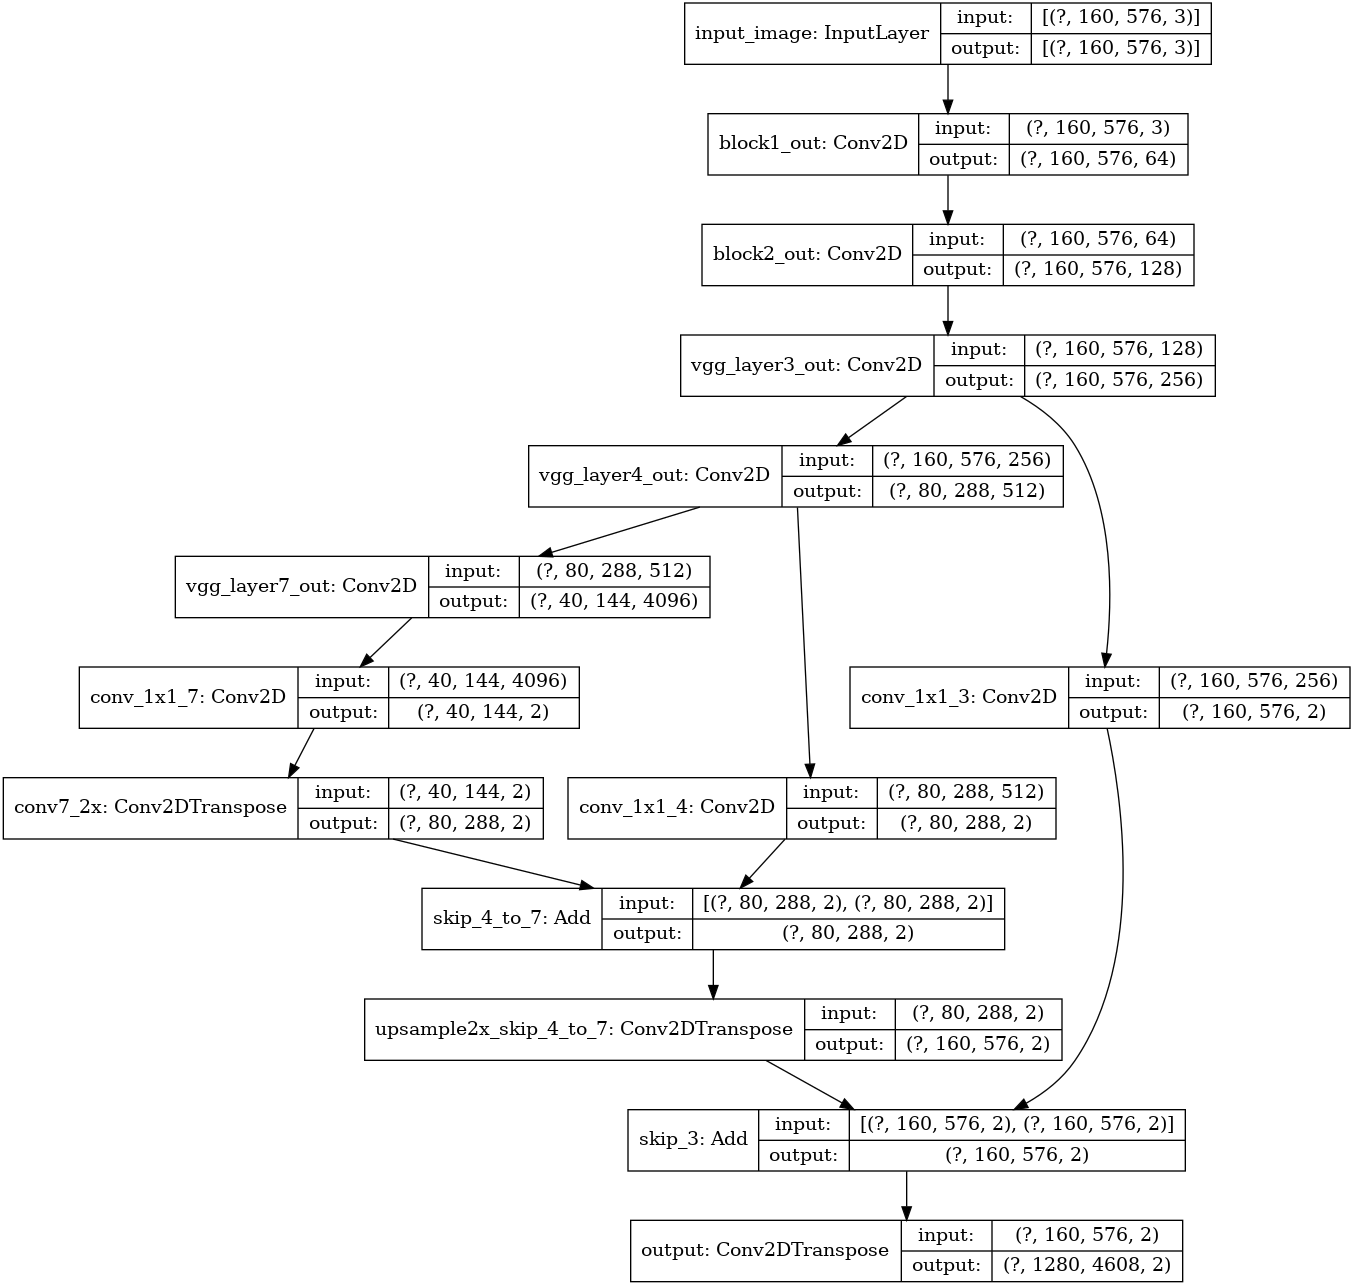 input_image: InputLayer
input: [(?, 160, 576, 3)]
output: [(?, 160, 576, 3)]
block1_out: Conv2D
input: (?, 160, 576, 3)
output: (?, 160, 576, 64)
block2_out: Conv2D
input: (?, 160, 576, 64)
output: (?, 160, 576, 128)
vgg_layer3_out: Conv2D
input: (?, 160, 576, 128)
output: (?, 160, 576, 256)
vgg_layer4_out: Conv2D
input: (?, 160, 576, 256)
output: (?, 80, 288, 512)
vgg_layer7_out: Conv2D
input: (?, 80, 288, 512)
output: (?, 40, 144, 4096)
conv_1x1_7: Conv2D
input: (?, 40, 144, 4096)
output: (?, 40, 144, 2)
conv_1x1_3: Conv2D
input: (?, 160, 576, 256)
output: (?, 160, 576, 2)
conv7_2x: Conv2DTranspose
input: (?, 40, 144, 2)
output: (?, 80, 288, 2)
conv_1x1_4: Conv2D
input: (?, 80, 288, 512)
output: (?, 80, 288, 2)
skip_4_to_7: Add
input: [(?, 80, 288, 2), (?, 80, 288, 2)]
output: (?, 80, 288, 2)
upsample2x_skip_4_to_7: Conv2DTranspose
input: (?, 80, 288, 2)
output: (?, 160, 576, 2)
skip_3: Add
input: [(?, 160, 576, 2), (?, 160, 576, 2)]
output: (?, 160, 576, 2)
output: Conv2DTranspose
input: (?, 160, 576, 2)
output: (?, 1280, 4608, 2)